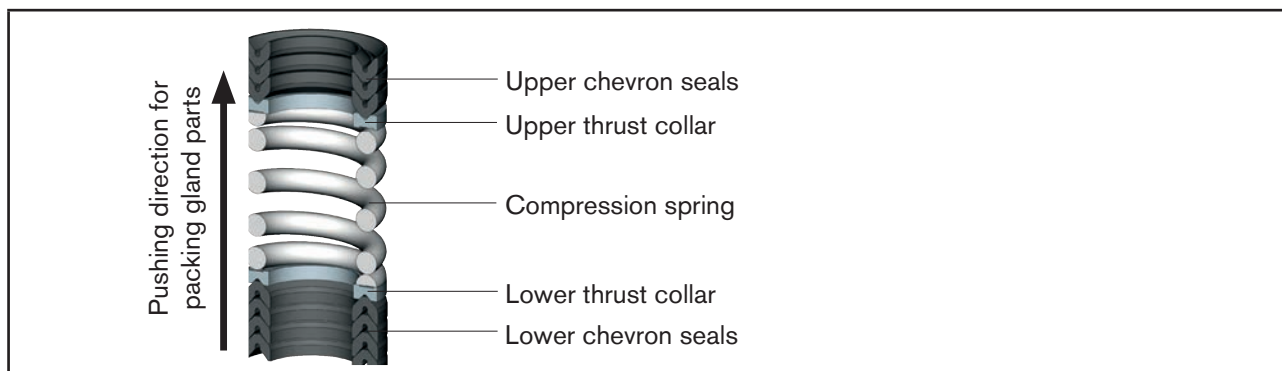 Pushing direction for
packing gland parts
Upper chevron seals
Upper thrust collar
Compression spring
Lower thrust collar
Lower chevron seals